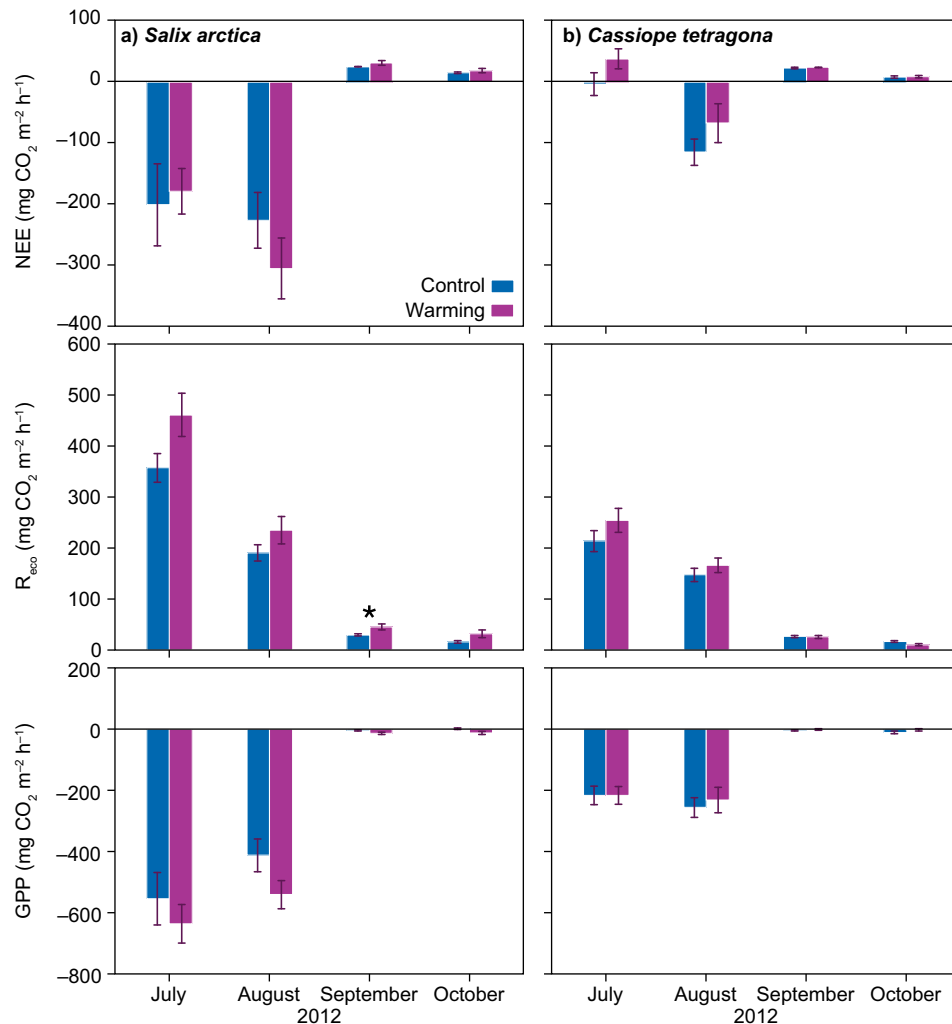 a) Salix arctica
b) Cassiope tetragona
100
0
–100
–200
–300
–400
NEE (mg CO₂ m⁻² h⁻¹)
Control
Warming
600
500
400
300
200
100
0
R_eco (mg CO₂ m⁻² h⁻¹)
*
200
0
–200
–400
–600
–800
GPP (mg CO₂ m⁻² h⁻¹)
July August September October
2012
July August September October
2012